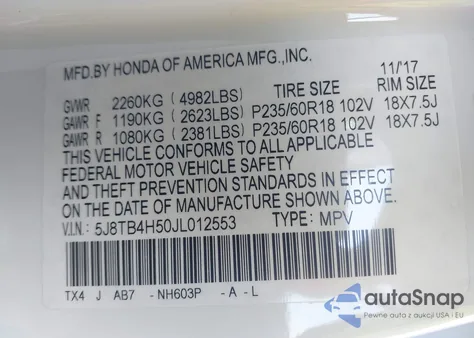 MFD.BY HONDA OF AMERICA MFG.,INC. 11/'17
TIRE SIZE RIM SIZE
GVWR 2260KG ( 4982LBS)
GAWR F 1190KG ( 2623LBS) P235/60R18 102V 18X7.5J
GAWR R 1080KG ( 2381LBS) P235/60R18 102V 18X7.5J
THIS VEHICLE CONFORMS TO ALL APPLICABLE
FEDERAL MOTOR VEHICLE SAFETY
AND THEFT PREVENTION STANDARDS IN EFFECT
ON THE DATE OF MANUFACTURE SHOWN ABOVE.
V.I.N.: 5J8TB4H50JL012553 TYPE: MPV
TX4 J AB7 -NH603P -A -L
autoSnap
Pewne auto z aukcji USA i EU